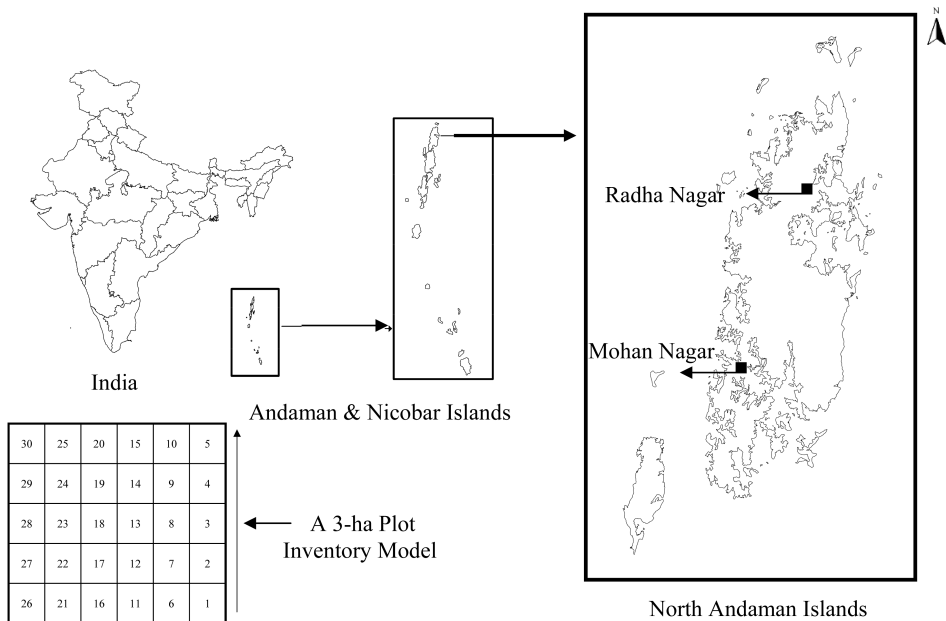 N
Radha Nagar
Mohan Nagar
India
Andaman & Nicobar Islands
30 25 20 15 10 5
29 24 19 14 9 4
28 23 18 13 8 3
27 22 17 12 7 2
26 21 16 11 6 1
A 3-ha Plot
Inventory Model
North Andaman Islands